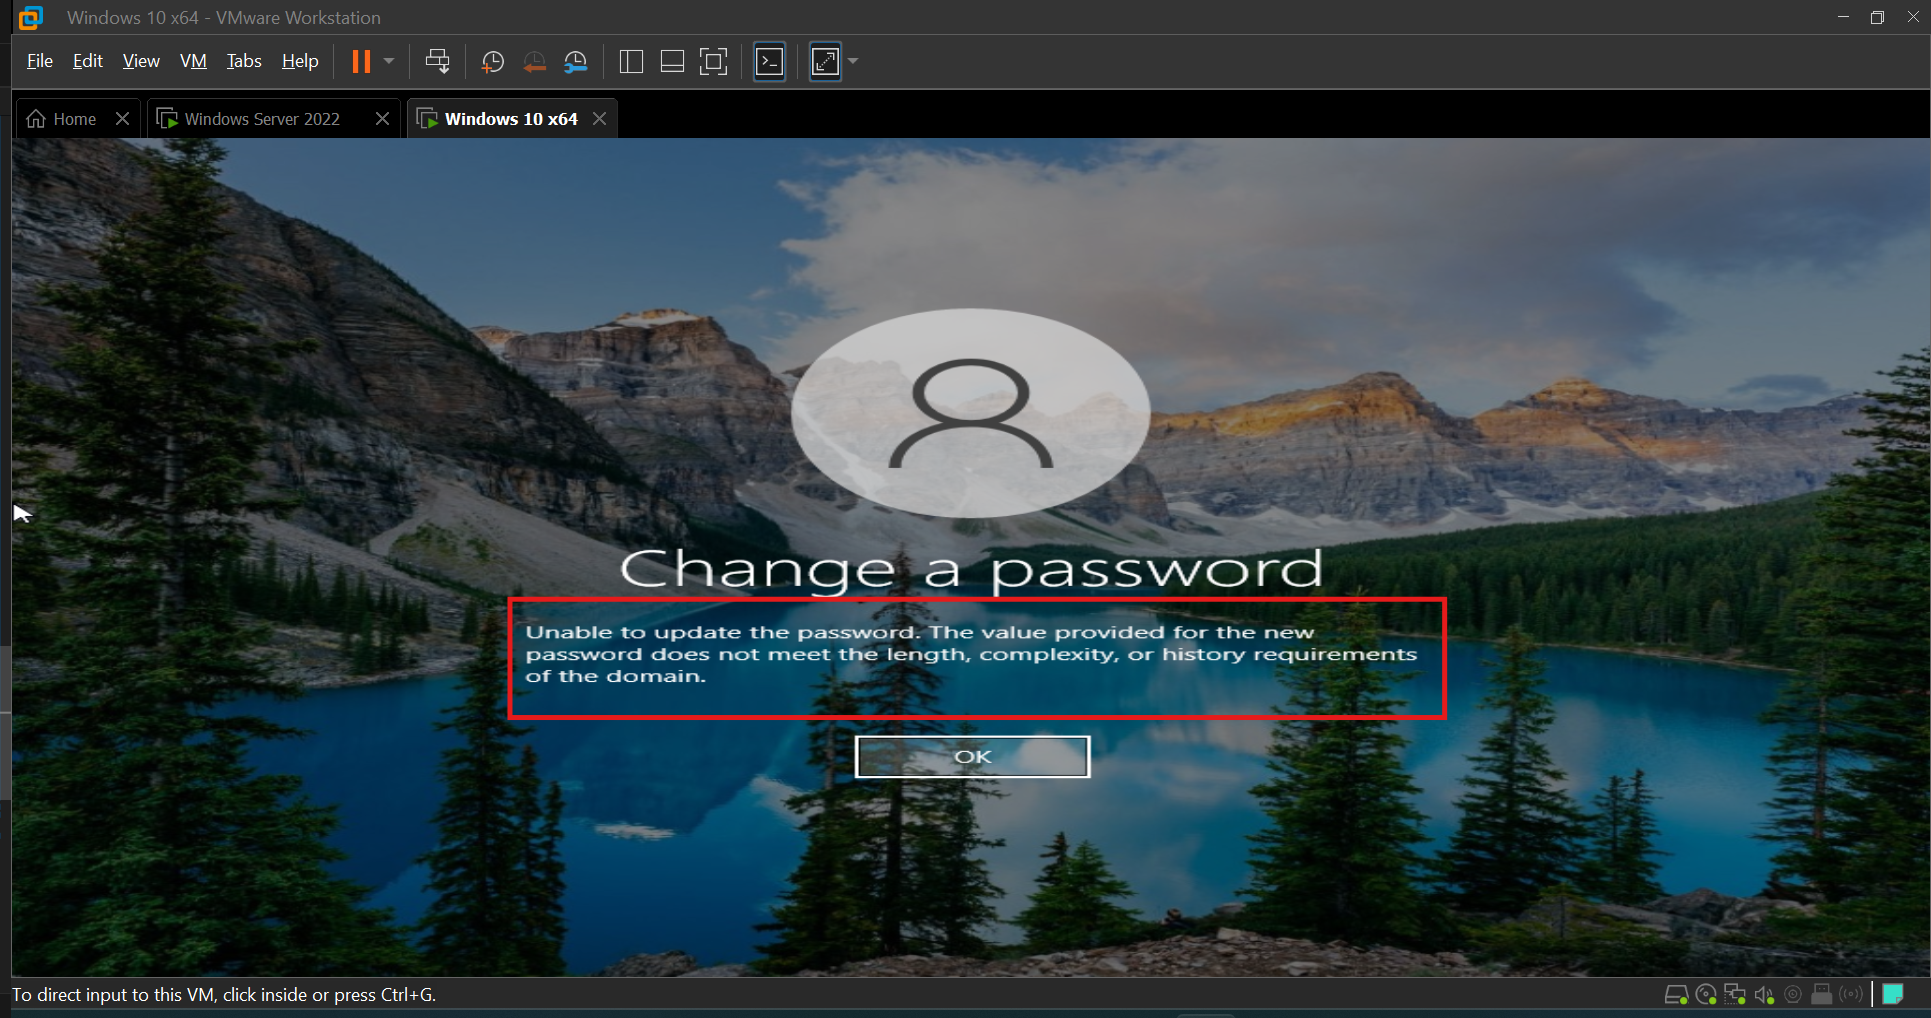 Windows 10 x64 - VMware Workstation
File Edit View VM Tabs Help
Home Windows Server 2022 Windows 10 x64
Change a password
Unable to update the password. The value provided for the new
password does not meet the length, complexity, or history requirements
of the domain.
OK
To direct input to this VM, click inside or press Ctrl+G.